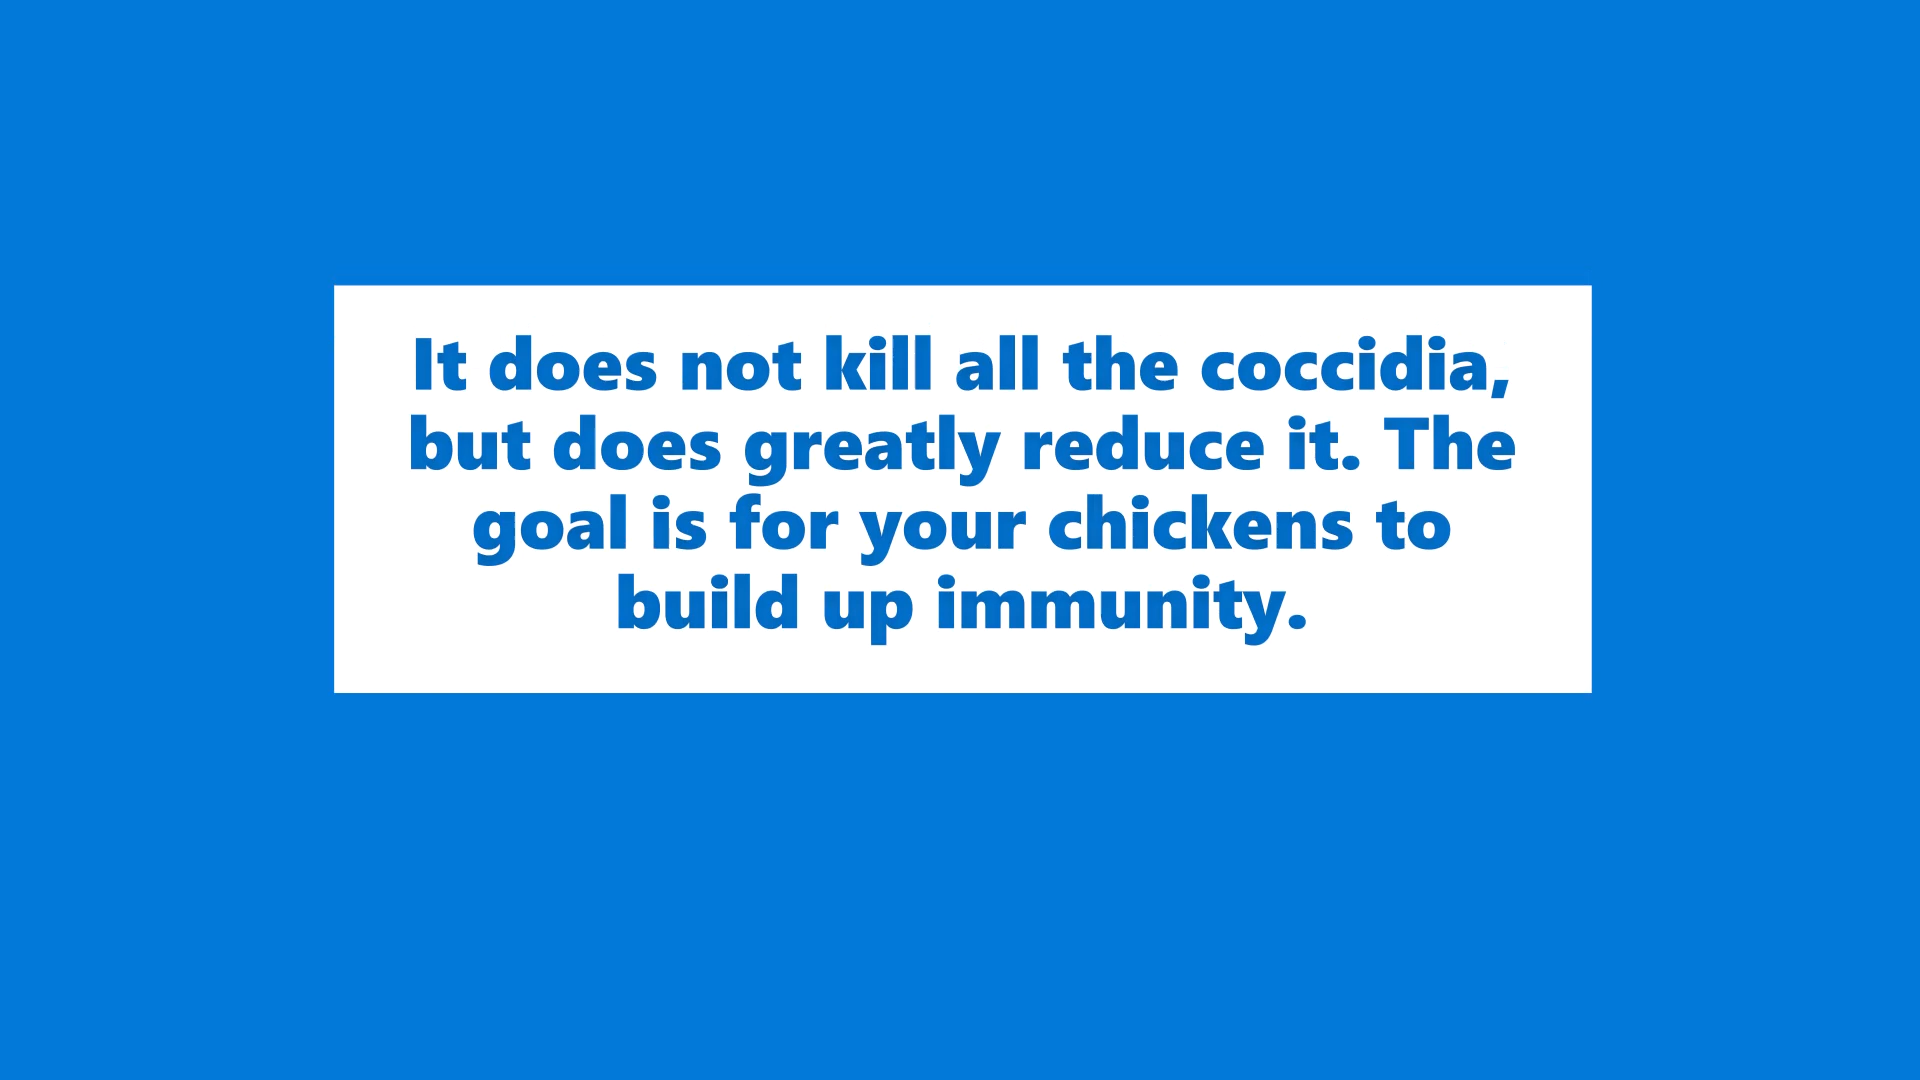 It does not kill all the coccidia,
but does greatly reduce it. The
goal is for your chickens to
build up immunity.